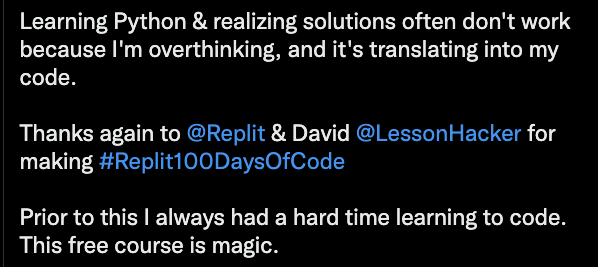 Learning Python & realizing solutions often don't work
because I'm overthinking, and it's translating into my
code.
Thanks again to @Replit & David @LessonHacker for
making #Replit100DaysOfCode
Prior to this I always had a hard time learning to code.
This free course is magic.